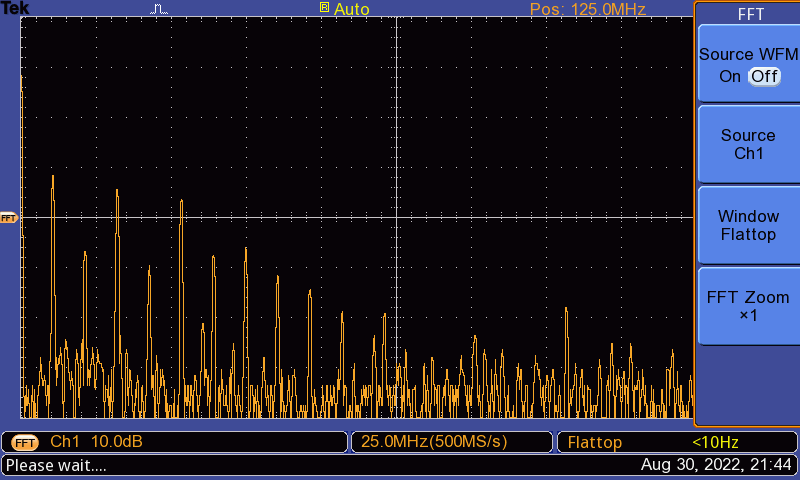 Tek
R Auto
Pos: 125.0MHz
FFT
Source WFM
On Off
Source
Ch1
Window
Flattop
FFT Zoom
×1
FFT
FFT Ch1 10.0dB
25.0MHz(500MS/s)
Flattop <10Hz
Please wait....
Aug 30, 2022, 21:44